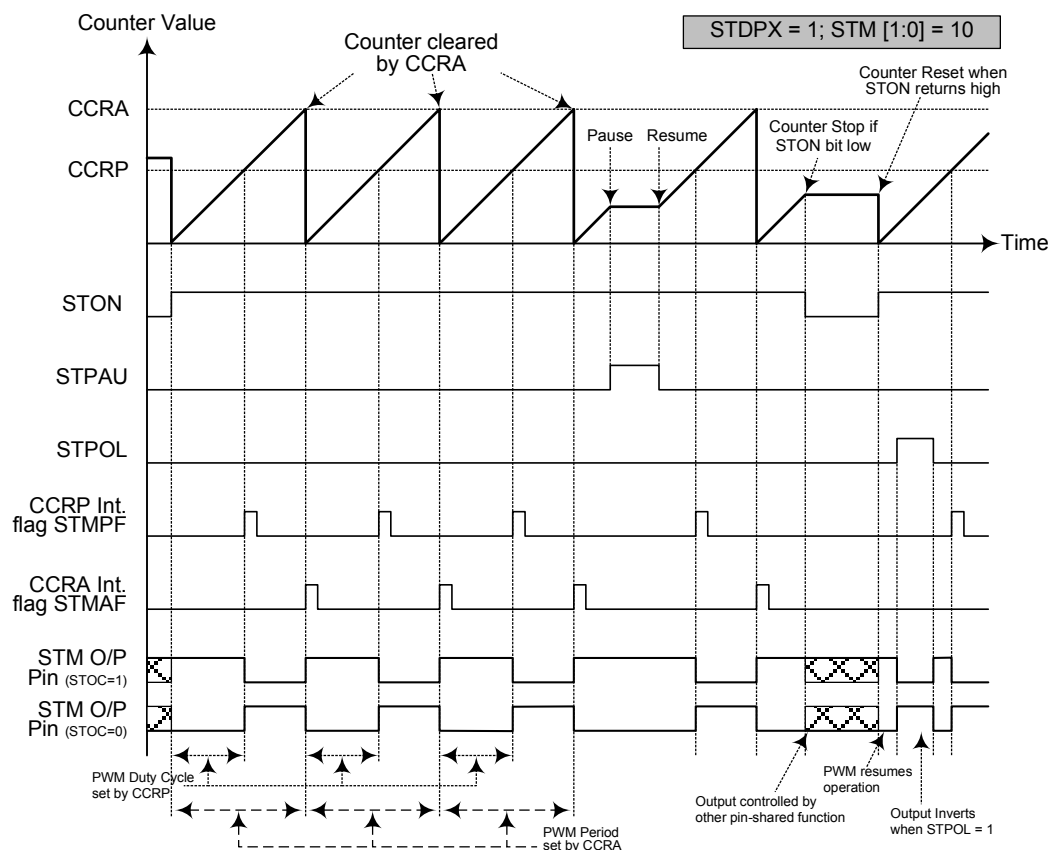 Counter Value
STDPX = 1; STM [1:0] = 10
Counter cleared
by CCRA
Counter Reset when
STON returns high
CCRA
Pause
Resume
Counter Stop if
STON bit low
CCRP
Time
STON
STPAU
STPOL
CCRP Int.
flag STMPF
CCRA Int.
flag STMAF
STM O/P
Pin (STOC=1)
STM O/P
Pin (STOC=0)
PWM Duty Cycle
set by CCRP
PWM resumes
operation
Output controlled by
other pin-shared function
Output Inverts
when STPOL = 1
PWM Period
set by CCRA